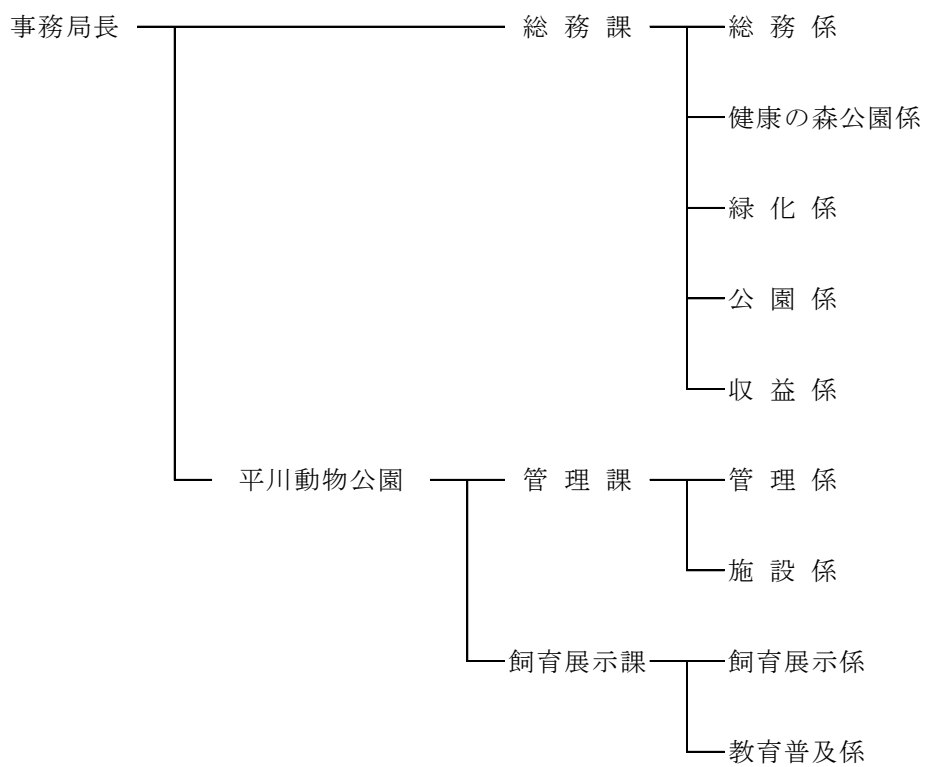 事務局長 総務課 総務係
健康の森公園係
緑化係
公園係
収益係
平川動物公園 管理課 管理係
施設係
飼育展示課 飼育展示係
教育普及係